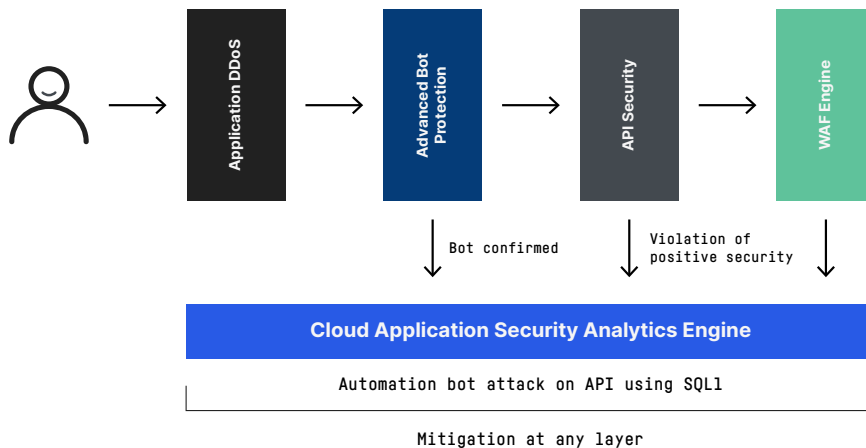 Application DDoS
Advanced Bot
Protection
API Security
WAF Engine
Bot confirmed
Violation of
positive security
Cloud Application Security Analytics Engine
Automation bot attack on API using SQL1
Mitigation at any layer